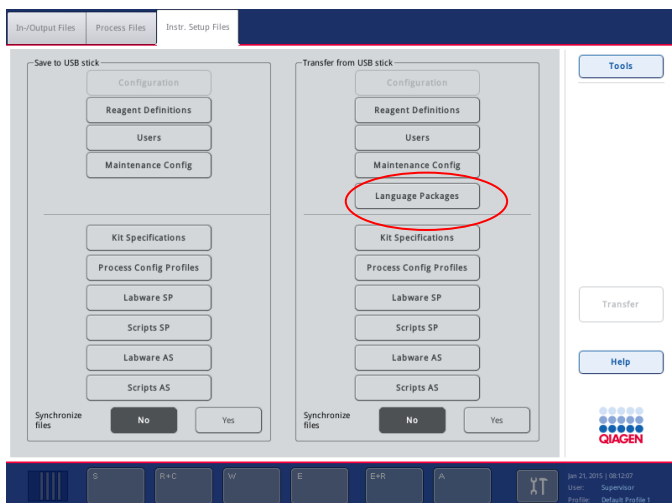 In-/Output Files
Process Files
Instr. Setup Files
Save to USB stick
Configuration
Reagent Definitions
Users
Maintenance Config
Kit Specifications
Process Config Profiles
Labware SP
Scripts SP
Labware AS
Scripts AS
Synchronize
files
No
Yes
Transfer from USB stick
Configuration
Reagent Definitions
Users
Maintenance Config
Language Packages
Kit Specifications
Process Config Profiles
Labware SP
Scripts SP
Labware AS
Scripts AS
Synchronize
files
No
Yes
Tools
Transfer
Help
QIAGEN
S
R+C
W
E
E+R
A
Jan 21, 2015 | 08:12:07
User: Supervisor
Profile: Default Profile 1